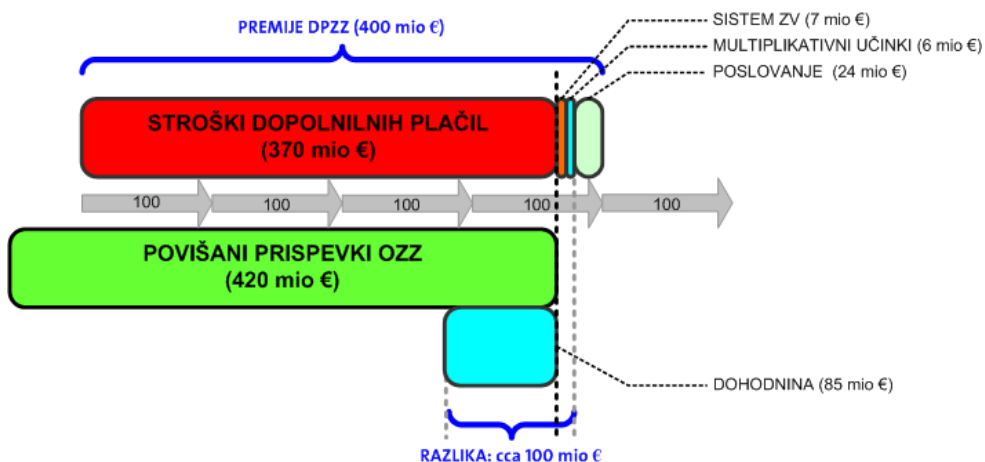 PREMIJE DPZZ (400 mio €)
SISTEM ZV (7 mio €)
MULTIPLIKATIVNI UČINKI (6 mio €)
POSLOVANJE (24 mio €)
STROŠKI DOPOLNILNIH PLAČIL
(370 mio €)
100 100 100 100 100
POVIŠANI PRISPEVKI OZZ
(420 mio €)
DOHODNINA (85 mio €)
RAZLIKA: cca 100 mio €